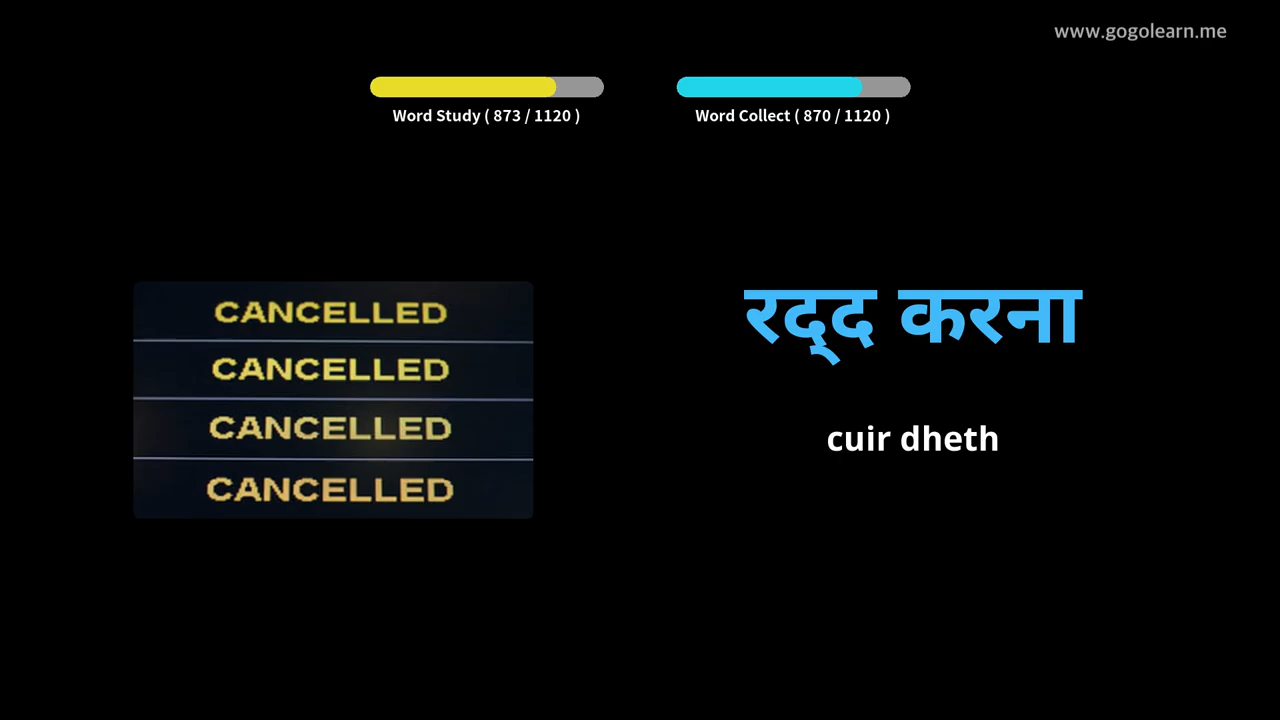 www.gogolearn.me
Word Study ( 873 / 1120 )
Word Collect ( 870 / 1120 )
CANCELLED
CANCELLED
CANCELLED
CANCELLED
रद्द करना
cuir dheth